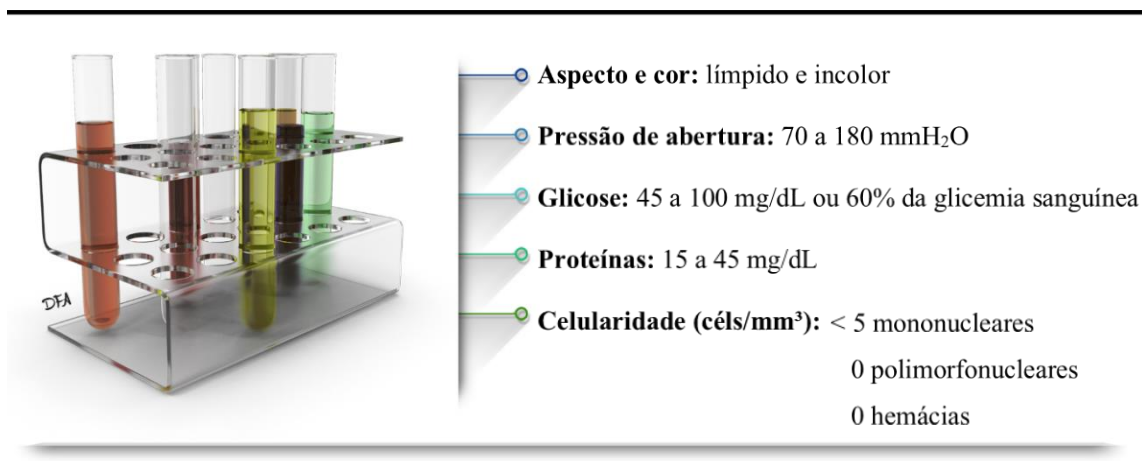 Aspecto e cor: límpido e incolor
Pressão de abertura: 70 a 180 mmH₂O
Glicose: 45 a 100 mg/dL ou 60% da glicemia sanguínea
Proteínas: 15 a 45 mg/dL
DFA
Celularidade (céls/mm³): < 5 mononucleares
0 polimorfonucleares
0 hemácias